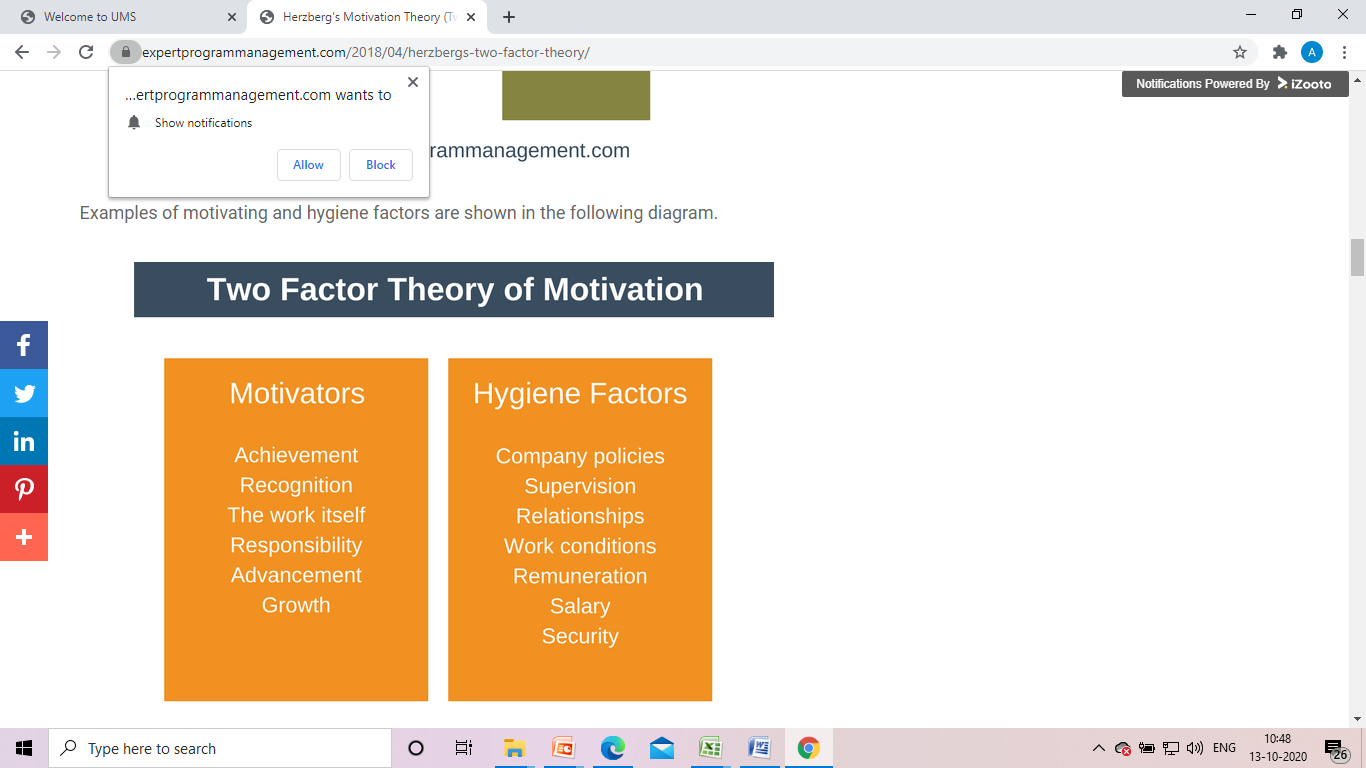 Welcome to UMS
Herzberg's Motivation Theory (Tw
expertprogrammanagement.com/2018/04/herzbergs-two-factor-theory/
A
...ertprogrammanagement.com wants to
Show notifications
Allow
Block
Notifications Powered By iZooto
rammanagement.com
Examples of motivating and hygiene factors are shown in the following diagram.
Two Factor Theory of Motivation
Motivators
Achievement
Recognition
The work itself
Responsibility
Advancement
Growth
Hygiene Factors
Company policies
Supervision
Relationships
Work conditions
Remuneration
Salary
Security
Type here to search
ENG
10:48
13-10-2020
26